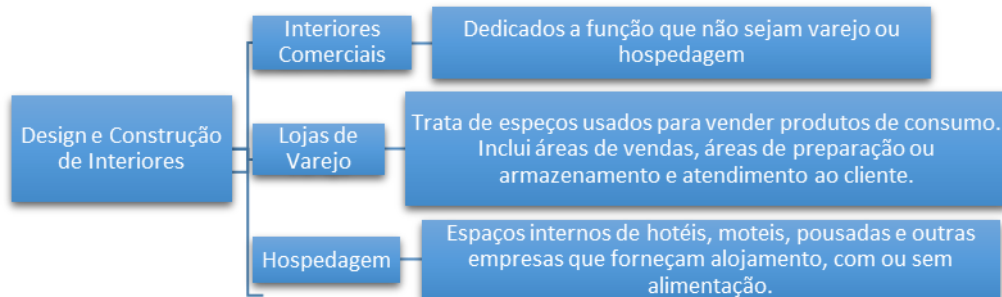 Design e Construção
de Interiores
Interiores
Comerciais
Dedicados a função que não sejam varejo ou
hospedagem
Lojas de
Varejo
Trata de espeços usados para vender produtos de consumo.
Inclui áreas de vendas, áreas de preparação ou
armazenamento e atendimento ao cliente.
Hospedagem
Espaços internos de hotéis, moteis, pousadas e outras
empresas que forneçam alojamento, com ou sem
alimentação.